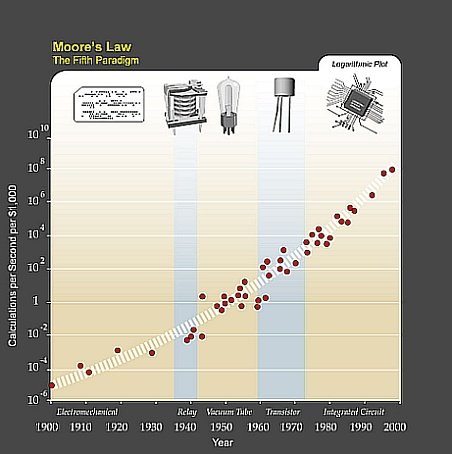 Moore's Law
The Fifth Paradigm
Logarithmic Plot
10 10
10 8
10 6
10 4
10 2
1
10 -2
10 -4
10 -6
Calculations per Second per $1,000
Electromechanical Relay Vacuum Tube Transistor Integrated Circuit
1900 1910 1920 1930 1940 1950 1960 1970 1980 1990 2000
Year